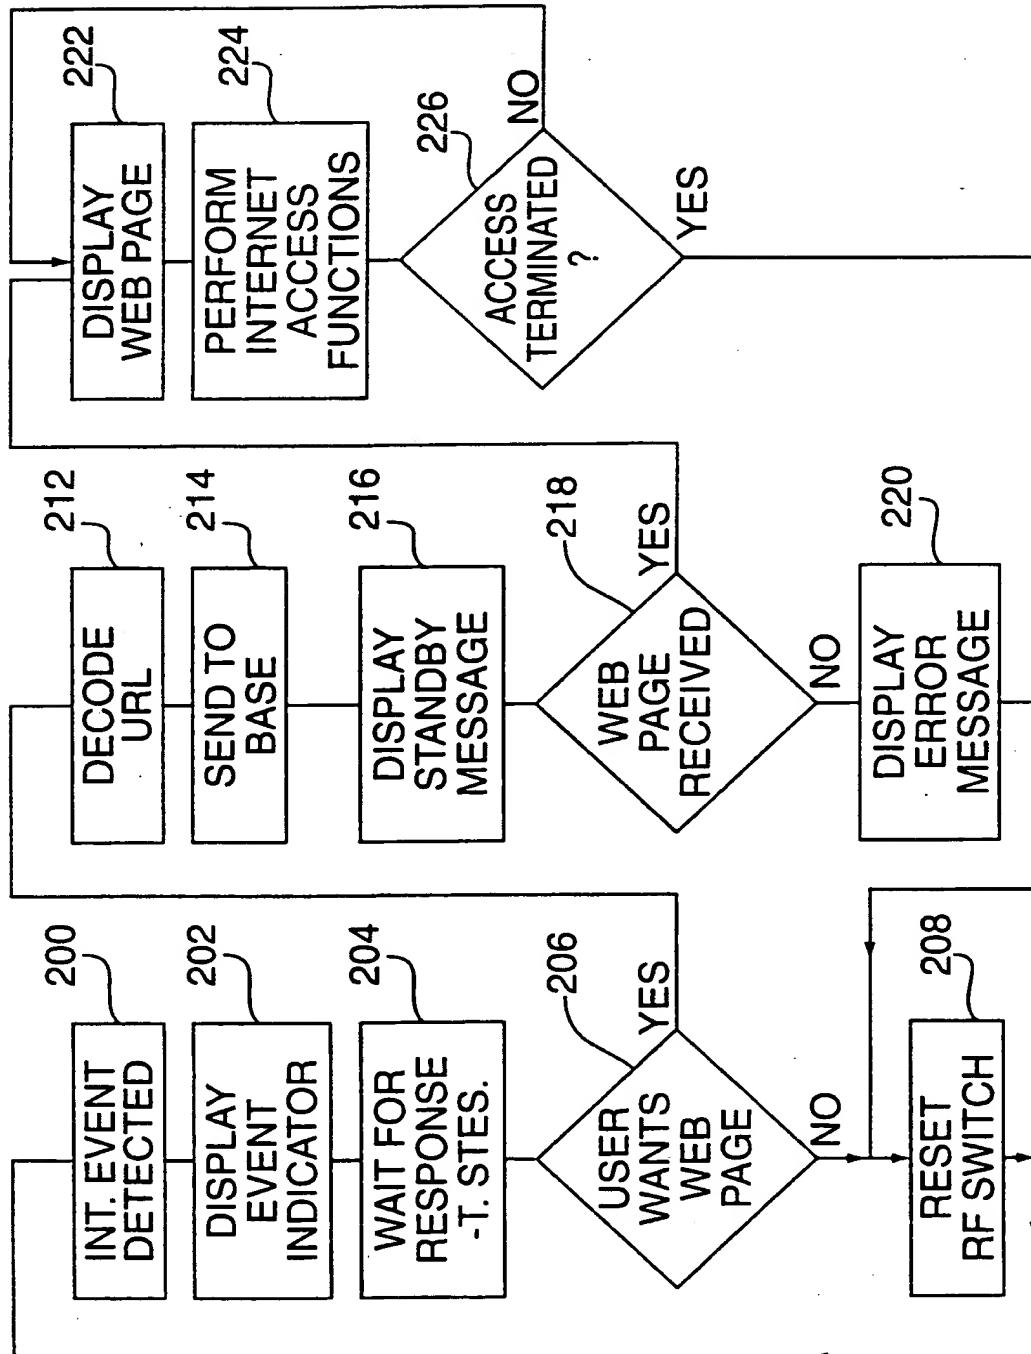 200
INT. EVENT
DETECTED
202
DISPLAY
EVENT
INDICATOR
204
WAIT FOR
RESPONSE
-T. STES.
206
USER
WANTS
WEB
PAGE
YES
NO
208
RESET
RF SWITCH
212
DECODE
URL
214
SEND TO
BASE
216
DISPLAY
STANDBY
MESSAGE
218
WEB
PAGE
RECEIVED
YES
NO
220
DISPLAY
ERROR
MESSAGE
222
DISPLAY
WEB PAGE
224
PERFORM
INTERNET
ACCESS
FUNCTIONS
226
ACCESS
TERMINATED
?
NO
YES